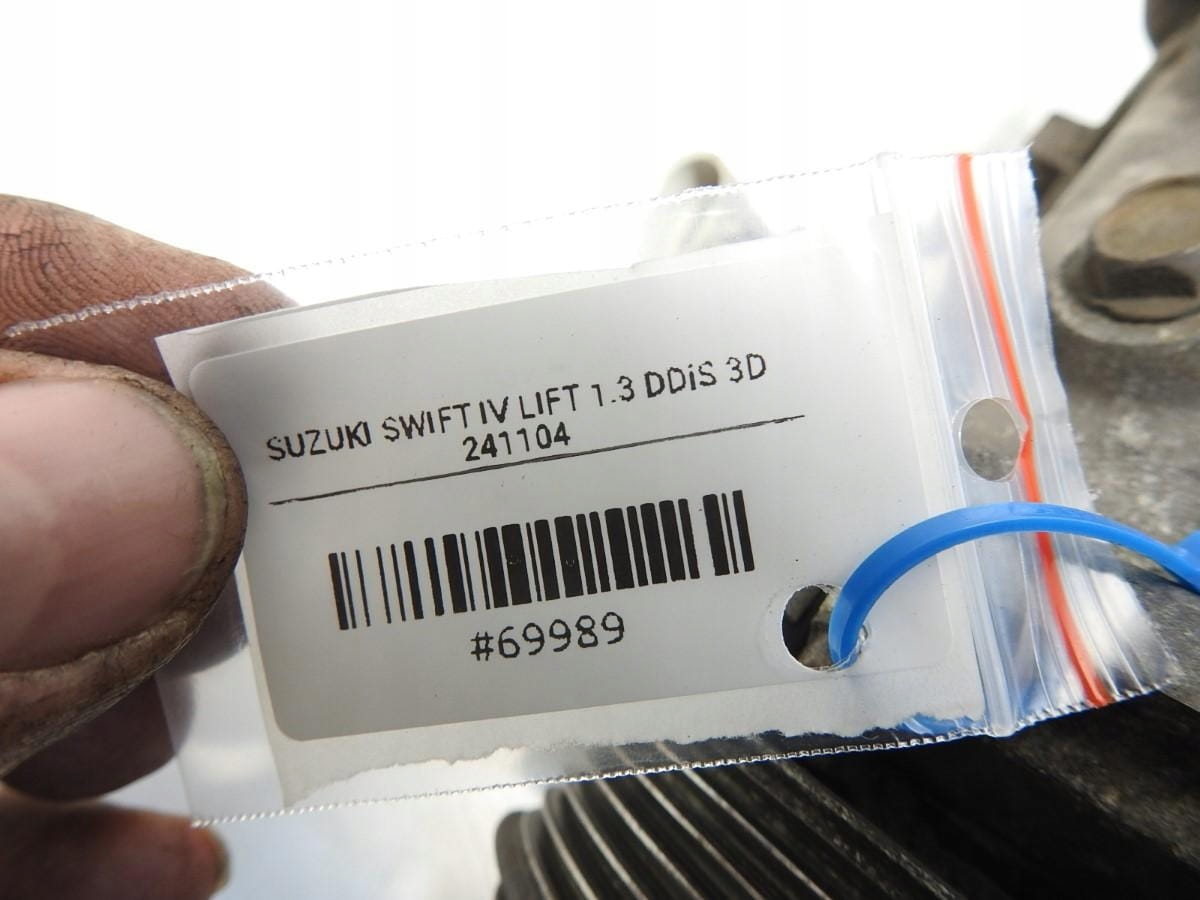 SUZUKI SWIFT IV LIFT 1.3 DDiS 3D
241104
#69989